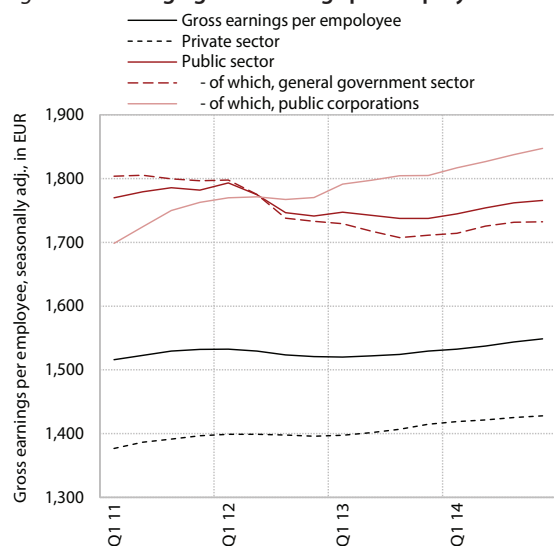 Gross earnings per empoloyee
Private sector
Public sector
- of which, general government sector
- of which, public corporations
Gross earnings per employee, seasonally adj., in EUR
1,900
1,800
1,700
1,600
1,500
1,400
1,300
Q1 11
Q1 12
Q1 13
Q1 14